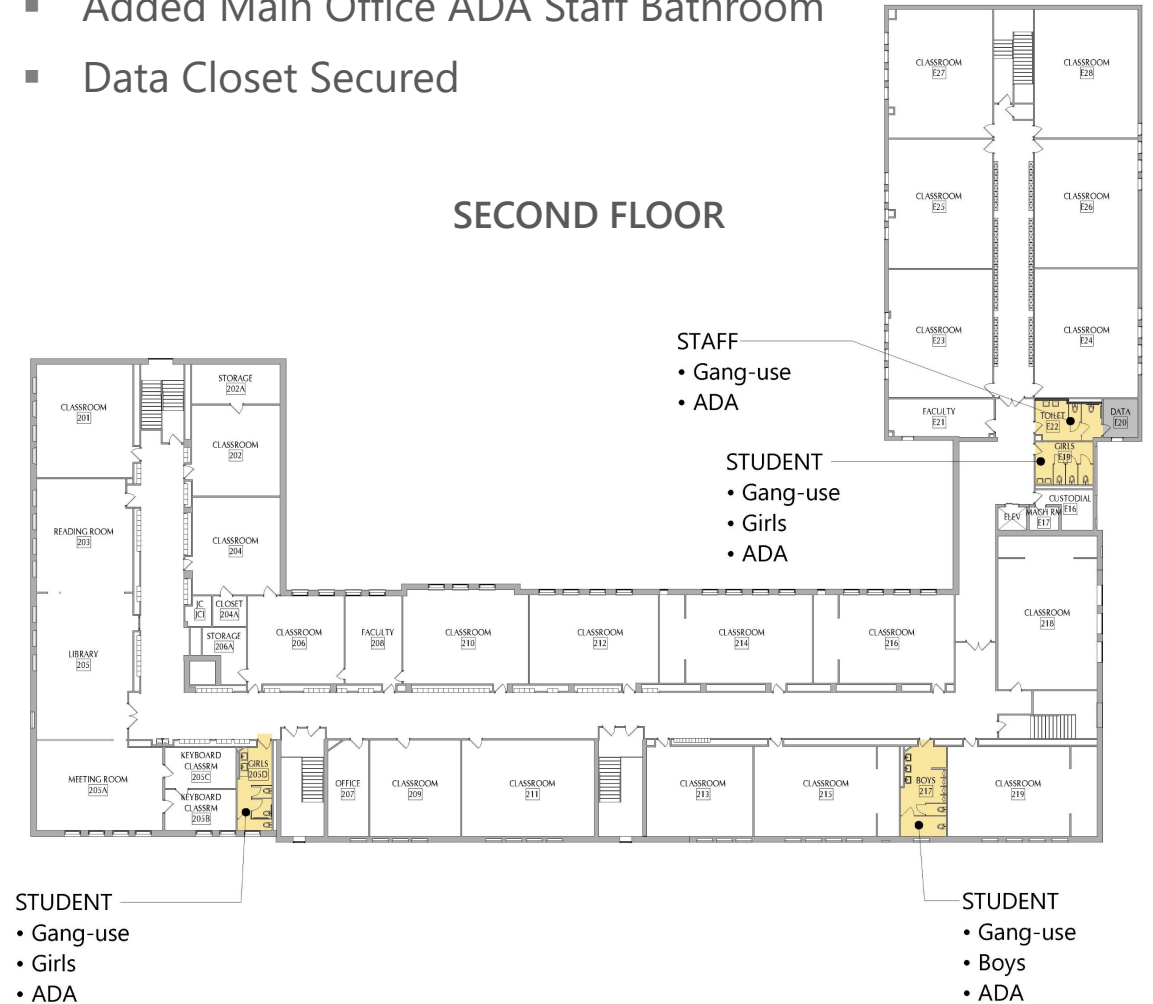 ▪ Added Main Office ADA Staff Bathroom
▪ Data Closet Secured
SECOND FLOOR
CLASSROOM
E27
CLASSROOM
E28
CLASSROOM
E25
CLASSROOM
E26
CLASSROOM
E23
CLASSROOM
E24
STAFF
• Gang-use
• ADA
FACULTY
E21
TOILET
E22
DATA
E20
GIRLS
E19
STUDENT
• Gang-use
• Girls
• ADA
CUSTODIAL
E16
ELEV
MACH RM
E17
CLASSROOM
201
STORAGE
202A
CLASSROOM
202
READING ROOM
203
CLASSROOM
204
JC
JC1
CLOSET
204A
STORAGE
206A
LIBRARY
205
CLASSROOM
206
FACULTY
208
CLASSROOM
210
CLASSROOM
212
CLASSROOM
214
CLASSROOM
216
CLASSROOM
218
MEETING ROOM
205A
KEYBOARD
CLASSRM
205C
KEYBOARD
CLASSRM
205B
GIRLS
205D
OFFICE
207
CLASSROOM
209
CLASSROOM
211
CLASSROOM
213
CLASSROOM
215
BOYS
217
CLASSROOM
219
STUDENT
• Gang-use
• Girls
• ADA
STUDENT
• Gang-use
• Boys
• ADA